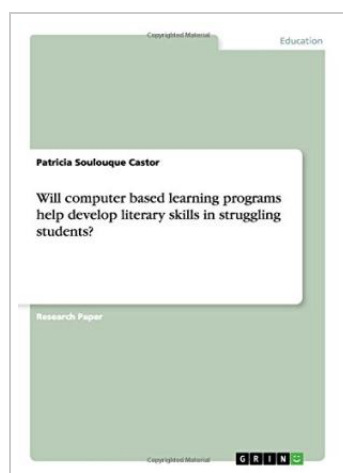 Copyrighted Material
Education
Patricia Soulouque Castor
Will computer based learning programs
help develop literary skills in struggling
students?
Research Paper
Copyrighted Material
GRIN